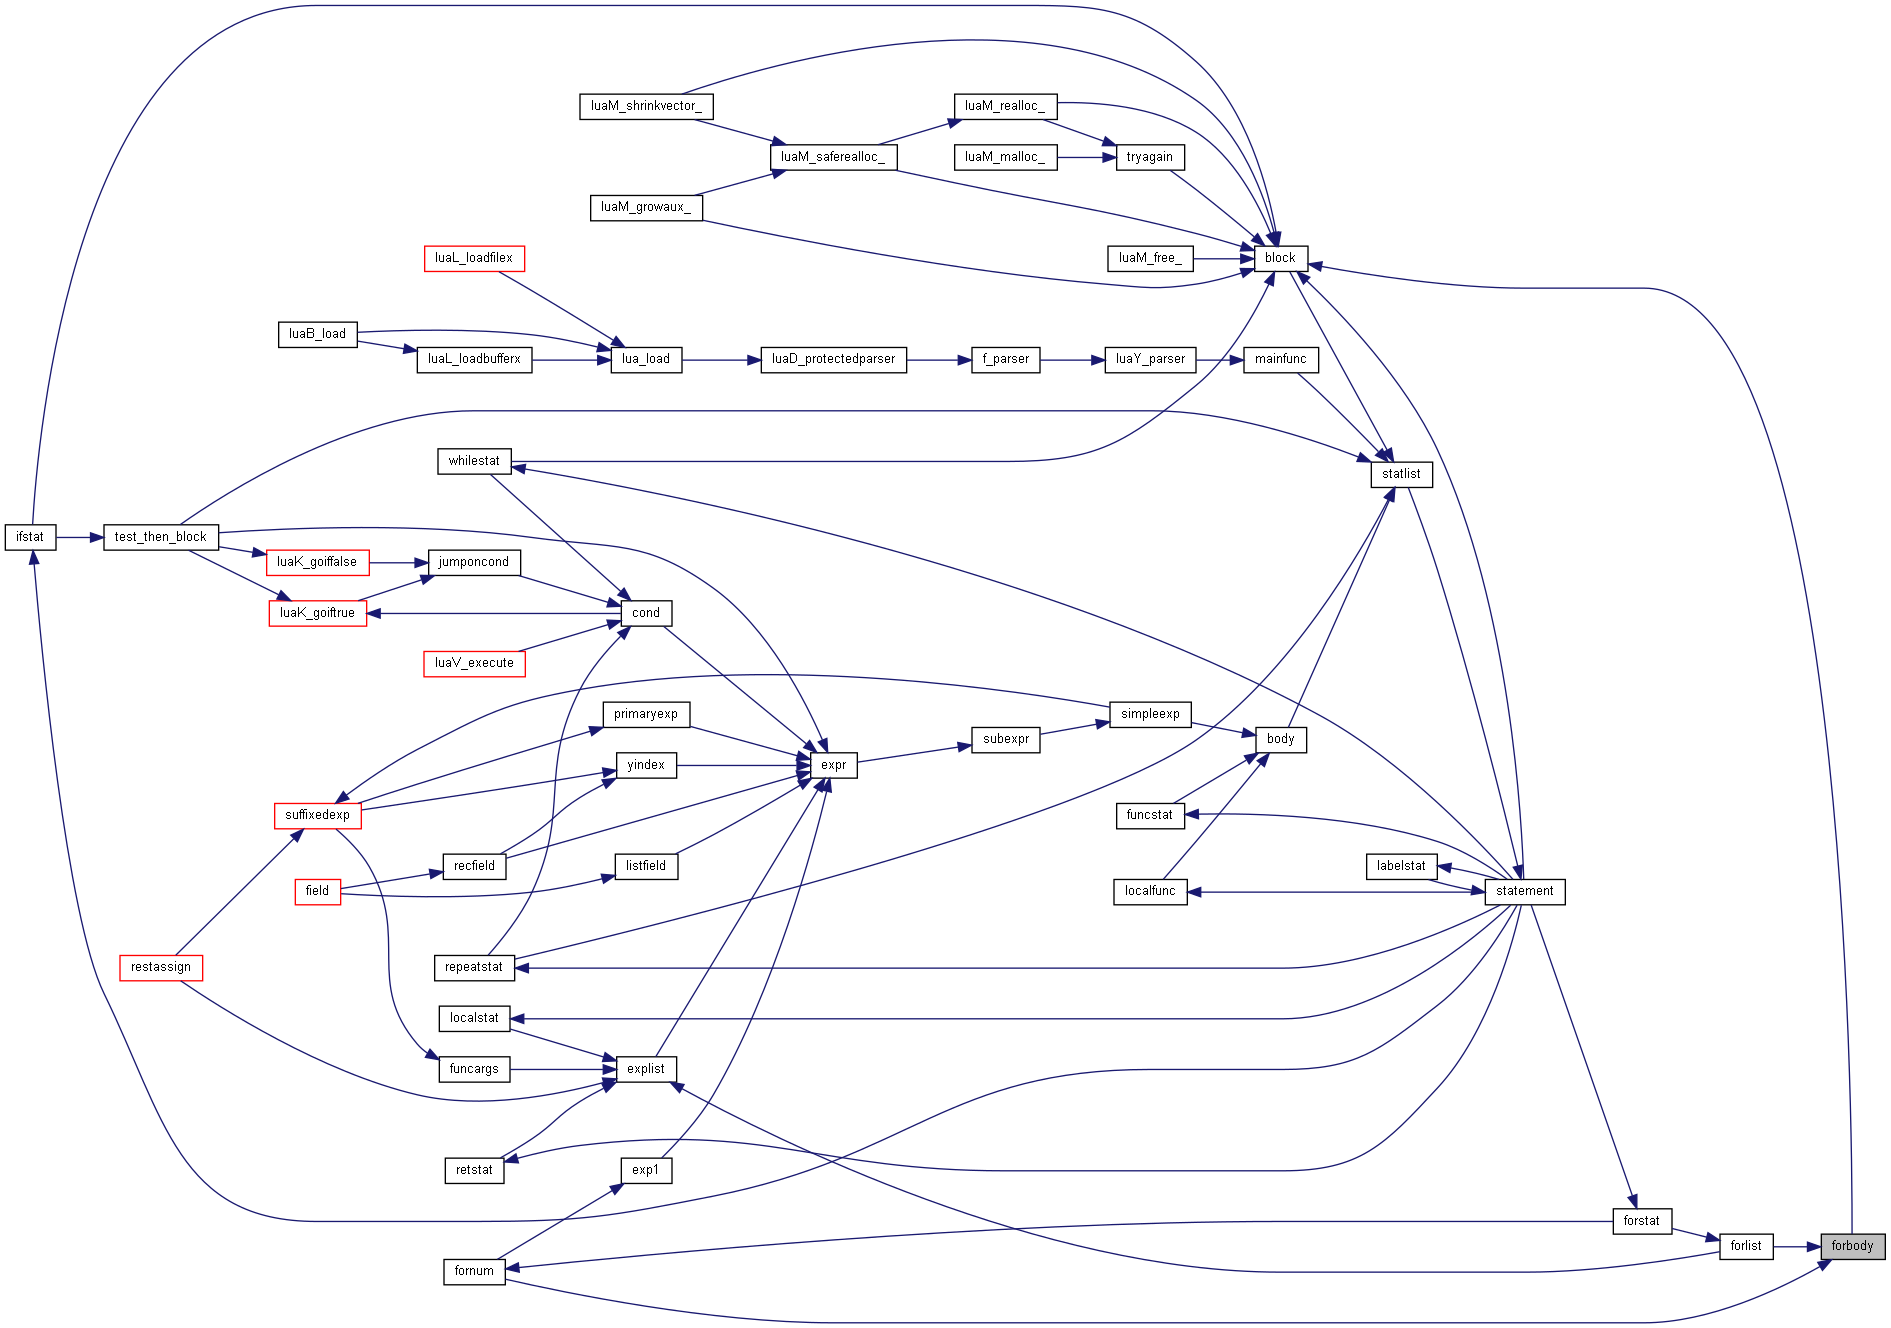 luaM_shrinkvector_
luaM_realloc_
luaM_saferealloc_
luaM_malloc_
tryagain
luaM_growaux_
luaL_loadfilex
luaM_free_
block
luaB_load
luaL_loadbufferx
lua_load
luaD_protectedparser
f_parser
luaY_parser
mainfunc
whilestat
statlist
ifstat
test_then_block
luaK_goiffalse
jumponcond
luaK_goiftrue
cond
luaV_execute
primaryexp
simpleexp
subexpr
body
yindex
expr
suffixedexp
funcstat
recfield
listfield
labelstat
field
localfunc
statement
restassign
repeatstat
localstat
funcargs
explist
retstat
exp1
forstat
forlist
forbody
fornum